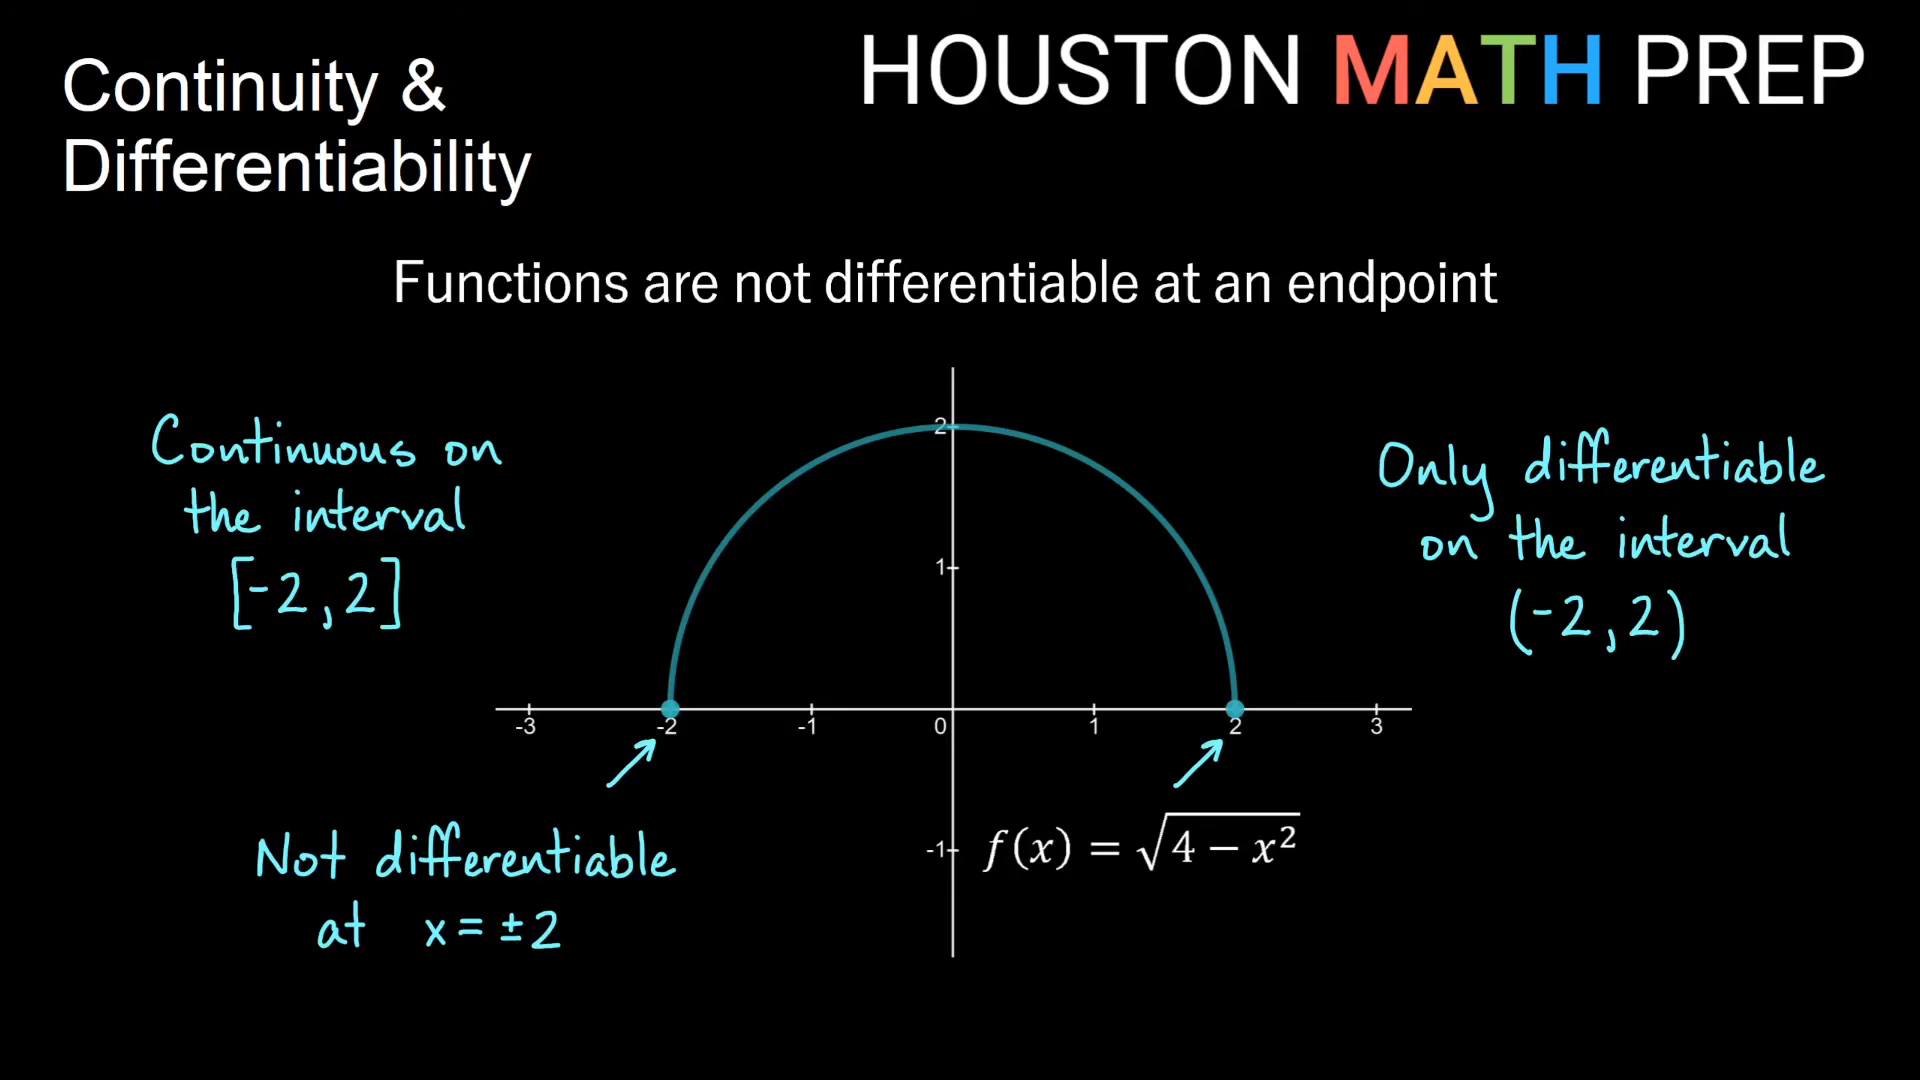 Continuity &
Differentiability
HOUSTON MATH PREP
Functions are not differentiable at an endpoint
Continuous on
the interval
[-2,2]
Only differentiable
on the interval
(-2,2)
2
1
-3 -2 -1 0 1 2 3
-1
f(x) = √4 − x²
Not differentiable
at x = ±2